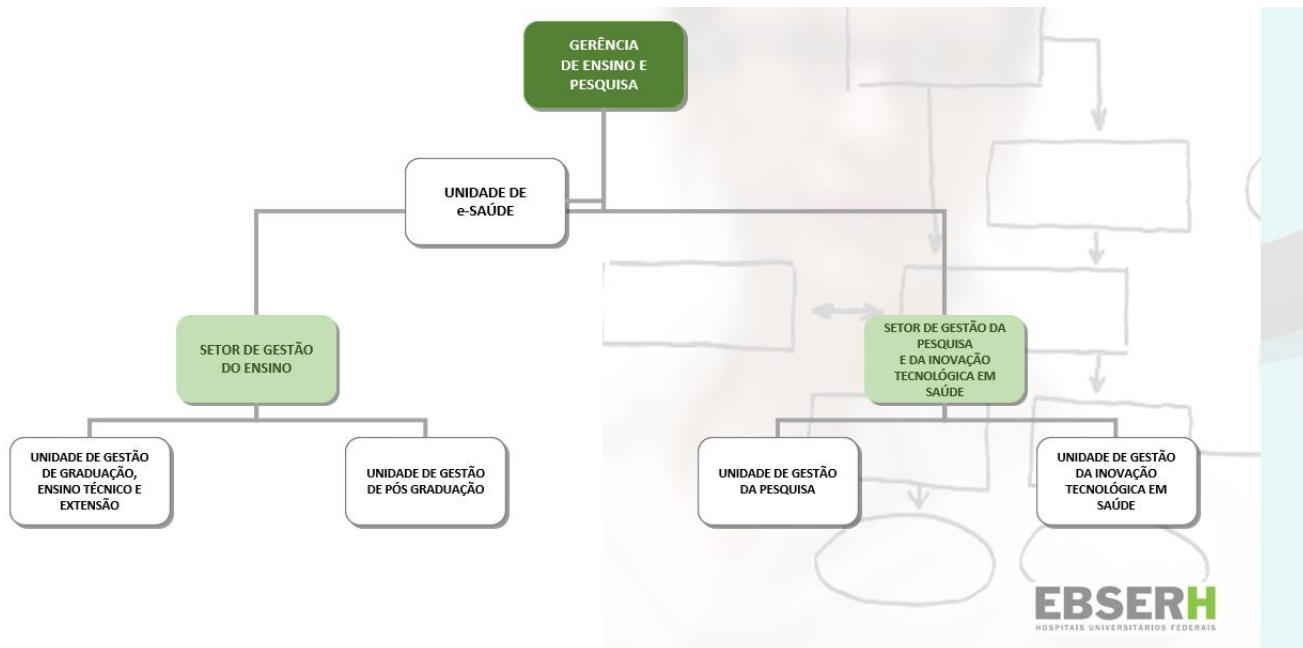 GERÊNCIA
DE ENSINO E
PESQUISA
UNIDADE DE
e-SAÚDE
SETOR DE GESTÃO
DO ENSINO
SETOR DE GESTÃO DA
PESQUISA
E DA INOVAÇÃO
TECNOLÓGICA EM
SAÚDE
UNIDADE DE GESTÃO
DE GRADUAÇÃO,
ENSINO TÉCNICO E
EXTENSÃO
UNIDADE DE GESTÃO
DE PÓS GRADUAÇÃO
UNIDADE DE GESTÃO
DA PESQUISA
UNIDADE DE GESTÃO
DA INOVAÇÃO
TECNOLÓGICA EM
SAÚDE
EBSERH
HOSPITAIS UNIVERSITÁRIOS FEDERAIS